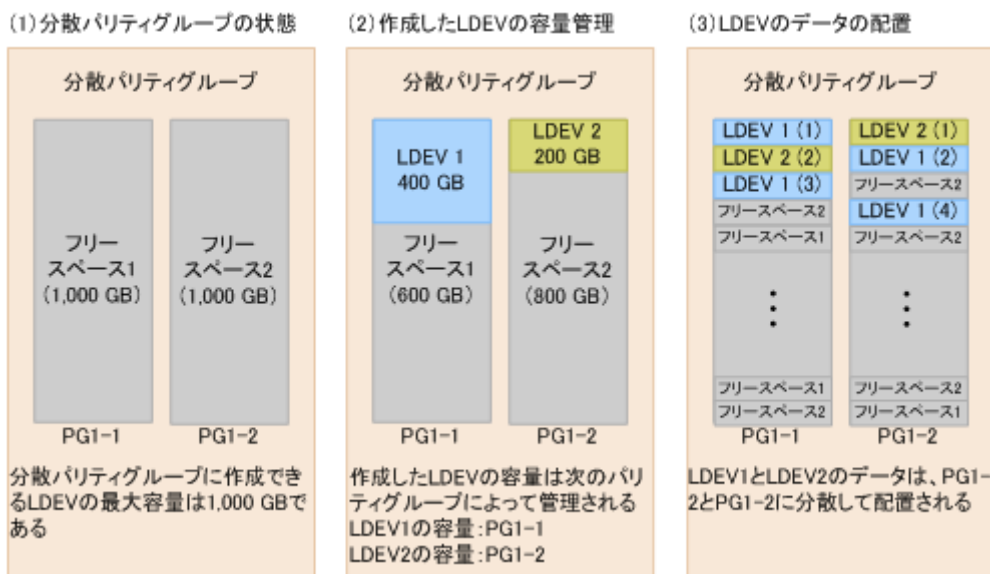 (1)分散パリティグループの状態
分散パリティグループ
フリー
スペース1
(1,000 GB)
フリー
スペース2
(1,000 GB)
PG1-1
PG1-2
分散パリティグループに作成でき
るLDEVの最大容量は1,000 GBで
ある
(2)作成したLDEVの容量管理
分散パリティグループ
LDEV 1
400 GB
フリー
スペース1
(600 GB)
LDEV 2
200 GB
フリー
スペース2
(800 GB)
PG1-1
PG1-2
作成したLDEVの容量は次のパリ
ティグループによって管理される
LDEV1の容量:PG1-1
LDEV2の容量:PG1-2
(3)LDEVのデータの配置
分散パリティグループ
LDEV 1 (1)
LDEV 2 (2)
LDEV 1 (3)
フリースペース2
フリースペース1
フリースペース1
フリースペース2
LDEV 2 (1)
LDEV 1 (2)
フリースペース2
LDEV 1 (4)
フリースペース2
フリースペース2
フリースペース1
PG1-1
PG1-2
LDEV1とLDEV2のデータは、PG1-
2とPG1-2に分散して配置される